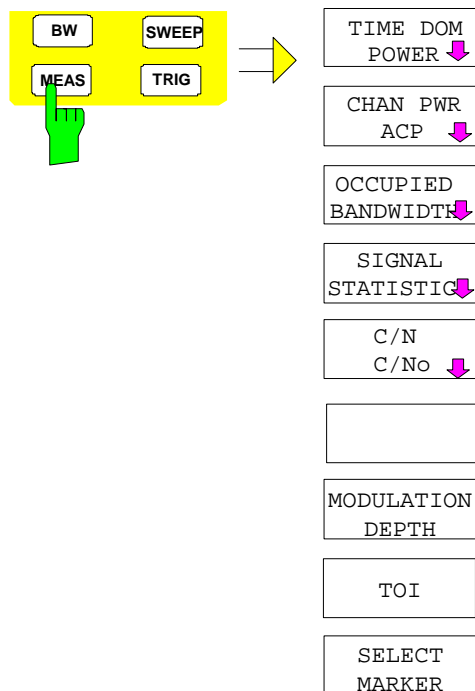 BW
SWEEP
MEAS
TRIG
TIME DOM
POWER
CHAN PWR
ACP
OCCUPIED
BANDWIDTH
SIGNAL
STATISTIC
C/N
C/No
MODULATION
DEPTH
TOI
SELECT
MARKER